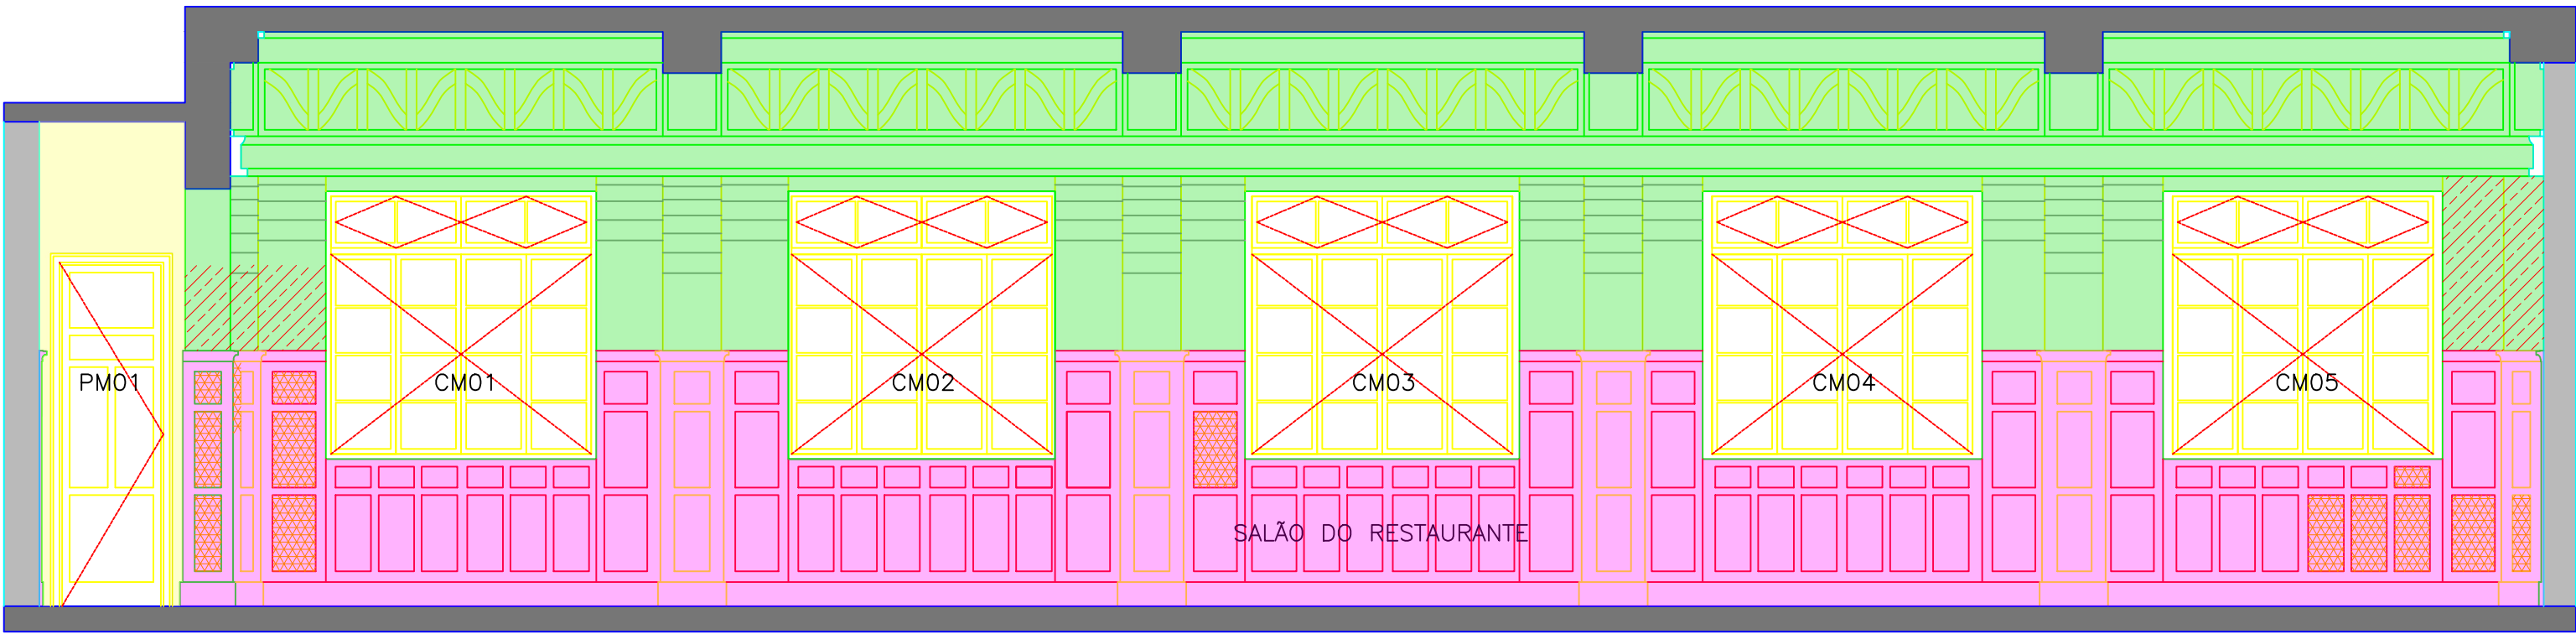 PM01
CM01
CM02
CM03
CM04
CM05
SALÃO DO RESTAURANTE